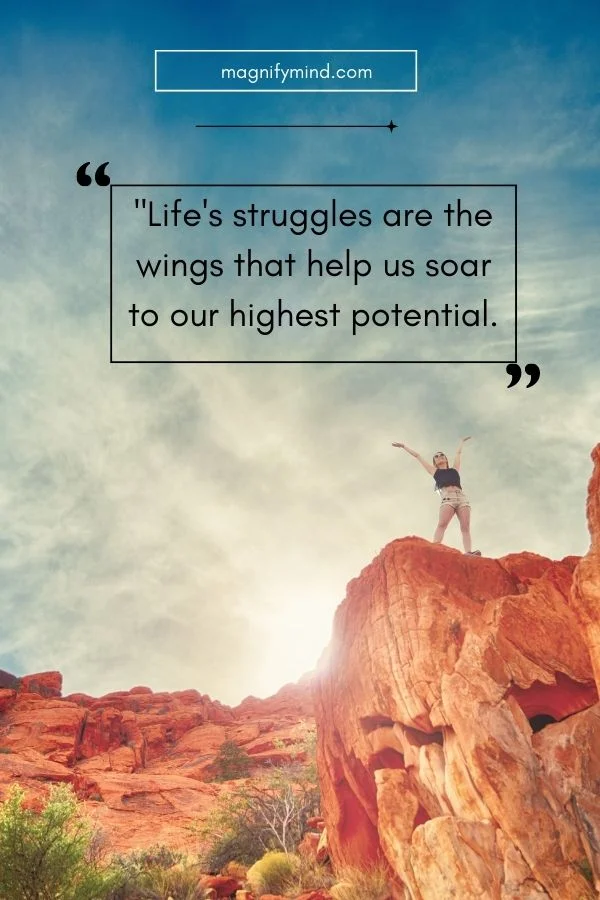 magnifymind.com
"Life's struggles are the
wings that help us soar
to our highest potential.